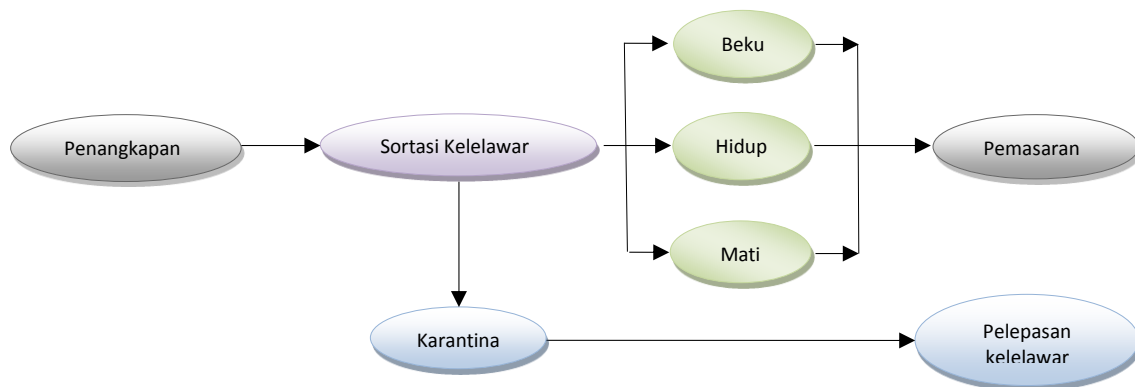 Penangkapan
Sortasi Kelelawar
Beku
Hidup
Mati
Pemasaran
Karantina
Pelepasan
kelelawar